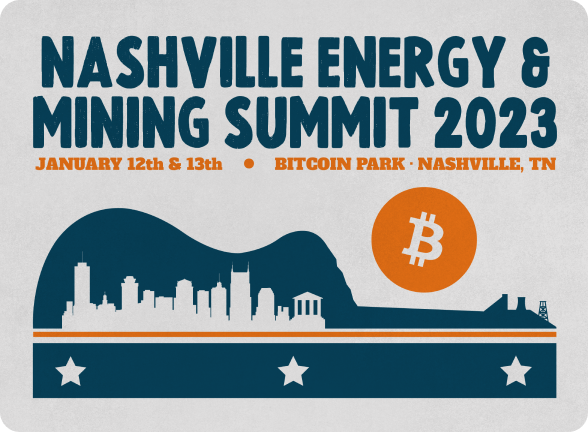 NASHVILLE ENERGY &
MINING SUMMIT 2023
JANUARY 12th & 13th • BITCOIN PARK · NASHVILLE, TN
₿